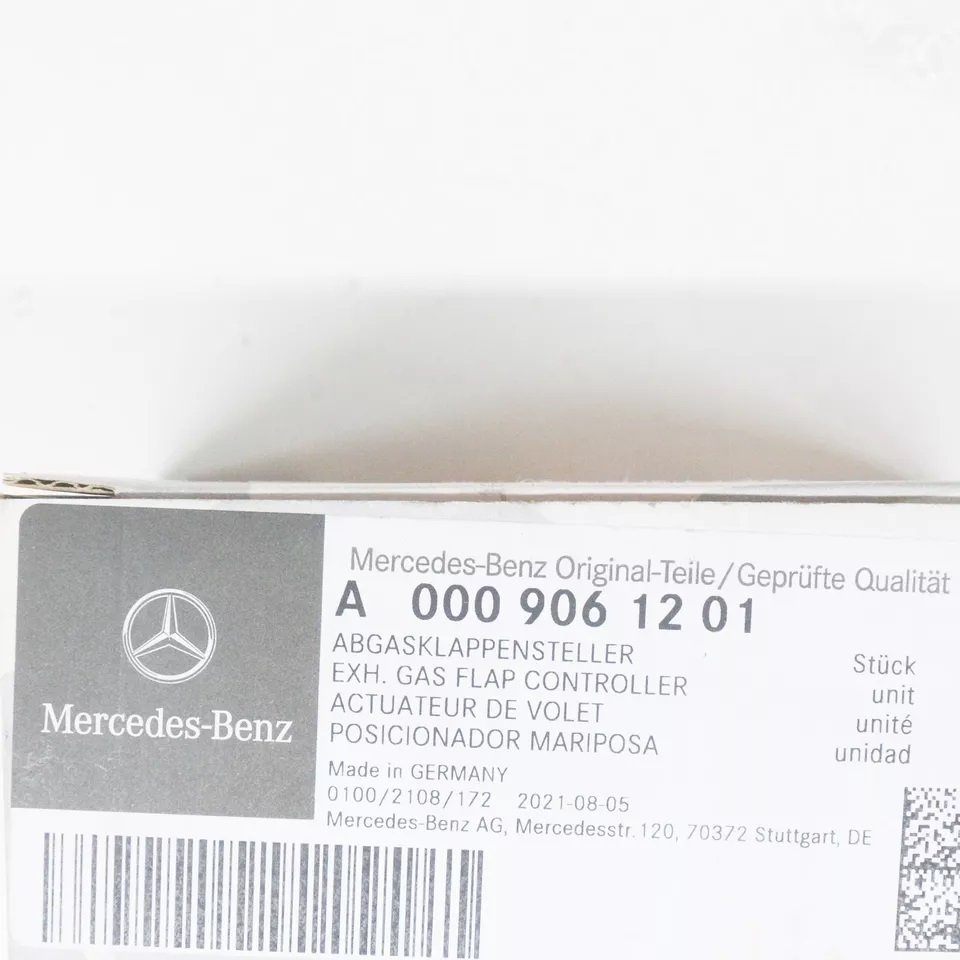 Mercedes-Benz
Mercedes-Benz Original-Teile/Geprüfte Qualität
A 000 906 12 01
ABGASKLAPPENSTELLER Stück
EXH. GAS FLAP CONTROLLER unit
ACTUATEUR DE VOLET unité
POSICIONADOR MARIPOSA unidad
Made in GERMANY
0100/2108/172 2021-08-05
Mercedes-Benz AG, Mercedesstr.120, 70372 Stuttgart, DE